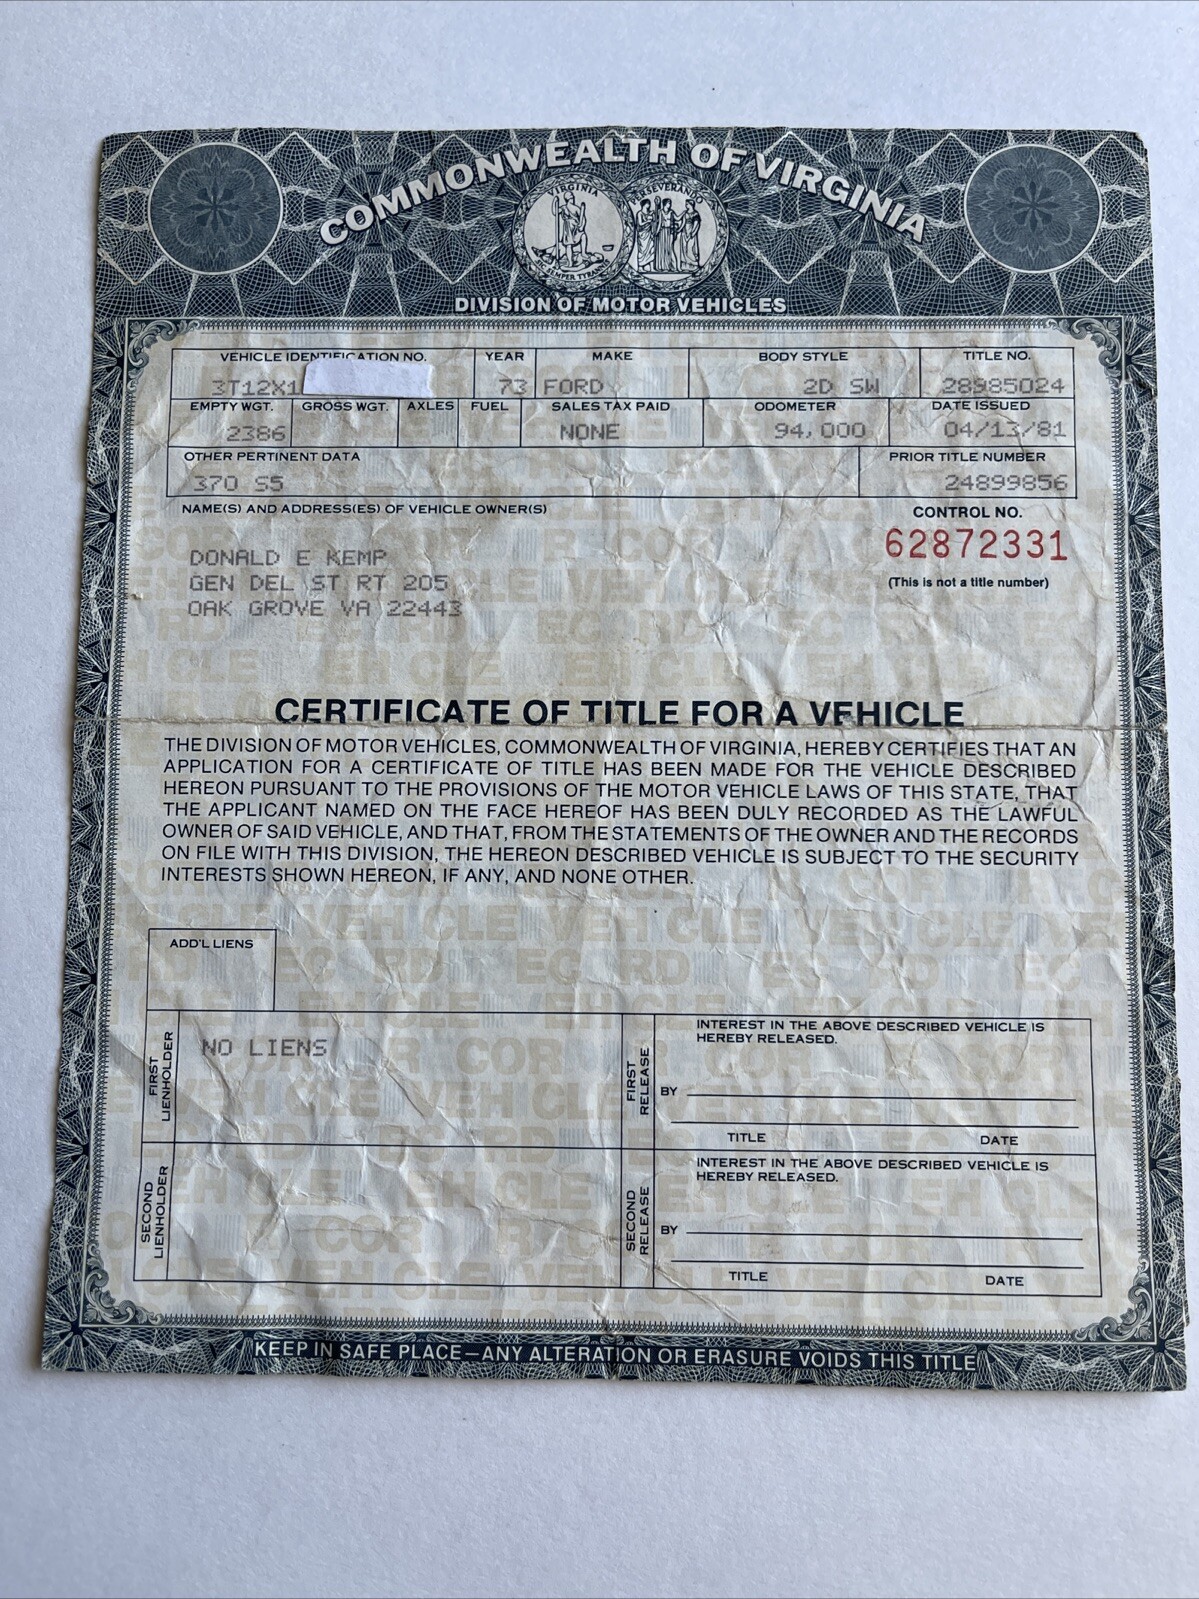 COMMONWEALTH OF VIRGINIA
VIRGINIA
PERSEVERANDO
DIVISION OF MOTOR VEHICLES
VEHICLE IDENTIFICATION NO. YEAR MAKE BODY STYLE TITLE NO.
3T12X1 73 FORD 2D SW 28985024
EMPTY WGT. GROSS WGT. AXLES FUEL SALES TAX PAID ODOMETER DATE ISSUED
2386 NONE 94,000 04/13/81
OTHER PERTINENT DATA PRIOR TITLE NUMBER
370 S5 24899856
NAME(S) AND ADDRESS(ES) OF VEHICLE OWNER(S) CONTROL NO.
62872331
DONALD E KEMP
GEN DEL ST RT 205 (This is not a title number)
OAK GROVE VA 22443
CERTIFICATE OF TITLE FOR A VEHICLE
THE DIVISION OF MOTOR VEHICLES, COMMONWEALTH OF VIRGINIA, HEREBY CERTIFIES THAT AN
APPLICATION FOR A CERTIFICATE OF TITLE HAS BEEN MADE FOR THE VEHICLE DESCRIBED
HEREON PURSUANT TO THE PROVISIONS OF THE MOTOR VEHICLE LAWS OF THIS STATE, THAT
THE APPLICANT NAMED ON THE FACE HEREOF HAS BEEN DULY RECORDED AS THE LAWFUL
OWNER OF SAID VEHICLE, AND THAT, FROM THE STATEMENTS OF THE OWNER AND THE RECORDS
ON FILE WITH THIS DIVISION, THE HEREON DESCRIBED VEHICLE IS SUBJECT TO THE SECURITY
INTERESTS SHOWN HEREON, IF ANY, AND NONE OTHER.
ADD'L LIENS
FIRST LIENHOLDER
NO LIENS
FIRST RELEASE
INTEREST IN THE ABOVE DESCRIBED VEHICLE IS
HEREBY RELEASED.
BY
TITLE DATE
SECOND LIENHOLDER
SECOND RELEASE
INTEREST IN THE ABOVE DESCRIBED VEHICLE IS
HEREBY RELEASED.
BY
TITLE DATE
KEEP IN SAFE PLACE—ANY ALTERATION OR ERASURE VOIDS THIS TITLE